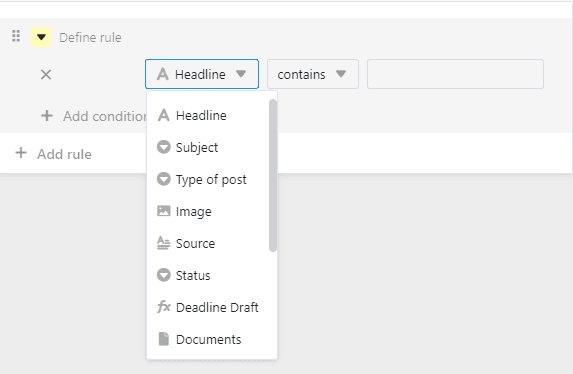 Define rule
Headline contains
Add condition
Headline
Subject
Type of post
Image
Source
Status
fx Deadline Draft
Documents
Add rule